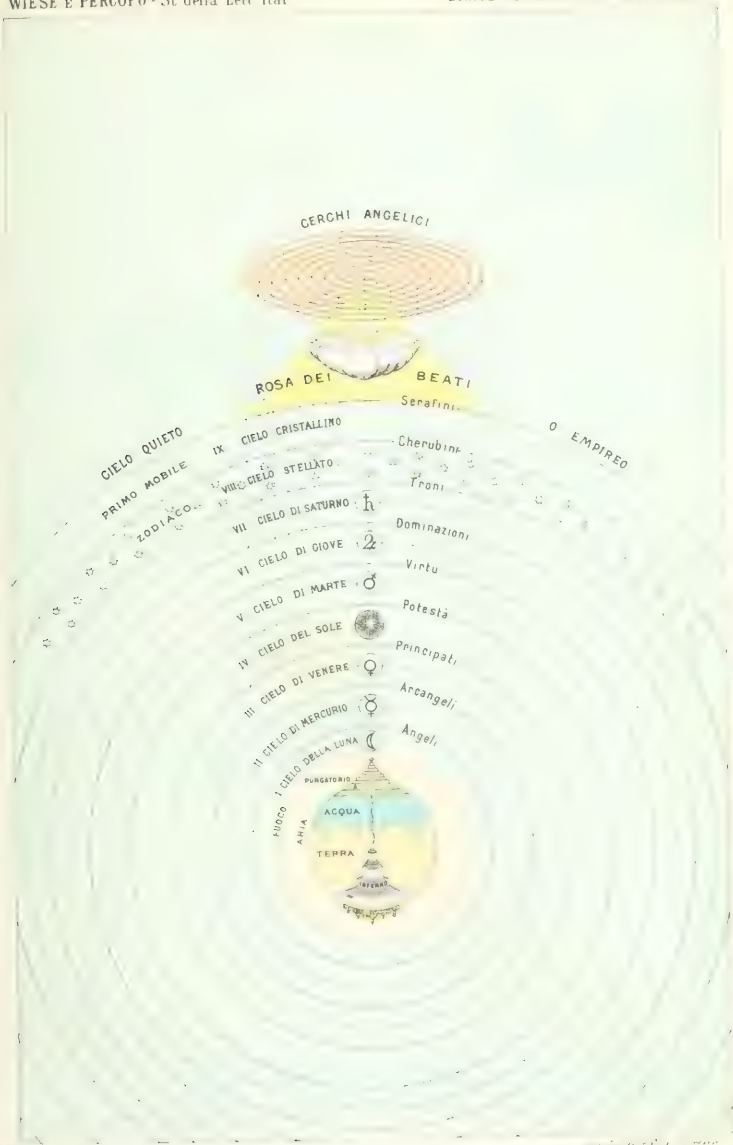 WIESE E PERCOPO - St della Lett Ital
CERCHI ANGELICI
ROSA DEI BEATI
Serafini
CIELO QUIETO O EMPIREO
PRIMO MOBILE IX CIELO CRISTALLINO
Cherubini
ZODIACO VIII CIELO STELLATO
Troni
VII CIELO DI SATURNO
Dominazioni
VI CIELO DI GIOVE
Virtu
V CIELO DI MARTE
Potestà
IV CIELO DEL SOLE
Principati
III CIELO DI VENERE
Arcangeli
II CIELO DI MERCURIO
Angeli
I CIELO DELLA LUNA
PURGATORIO
FUOCO
ARIA
ACQUA
TERRA
INFERNO